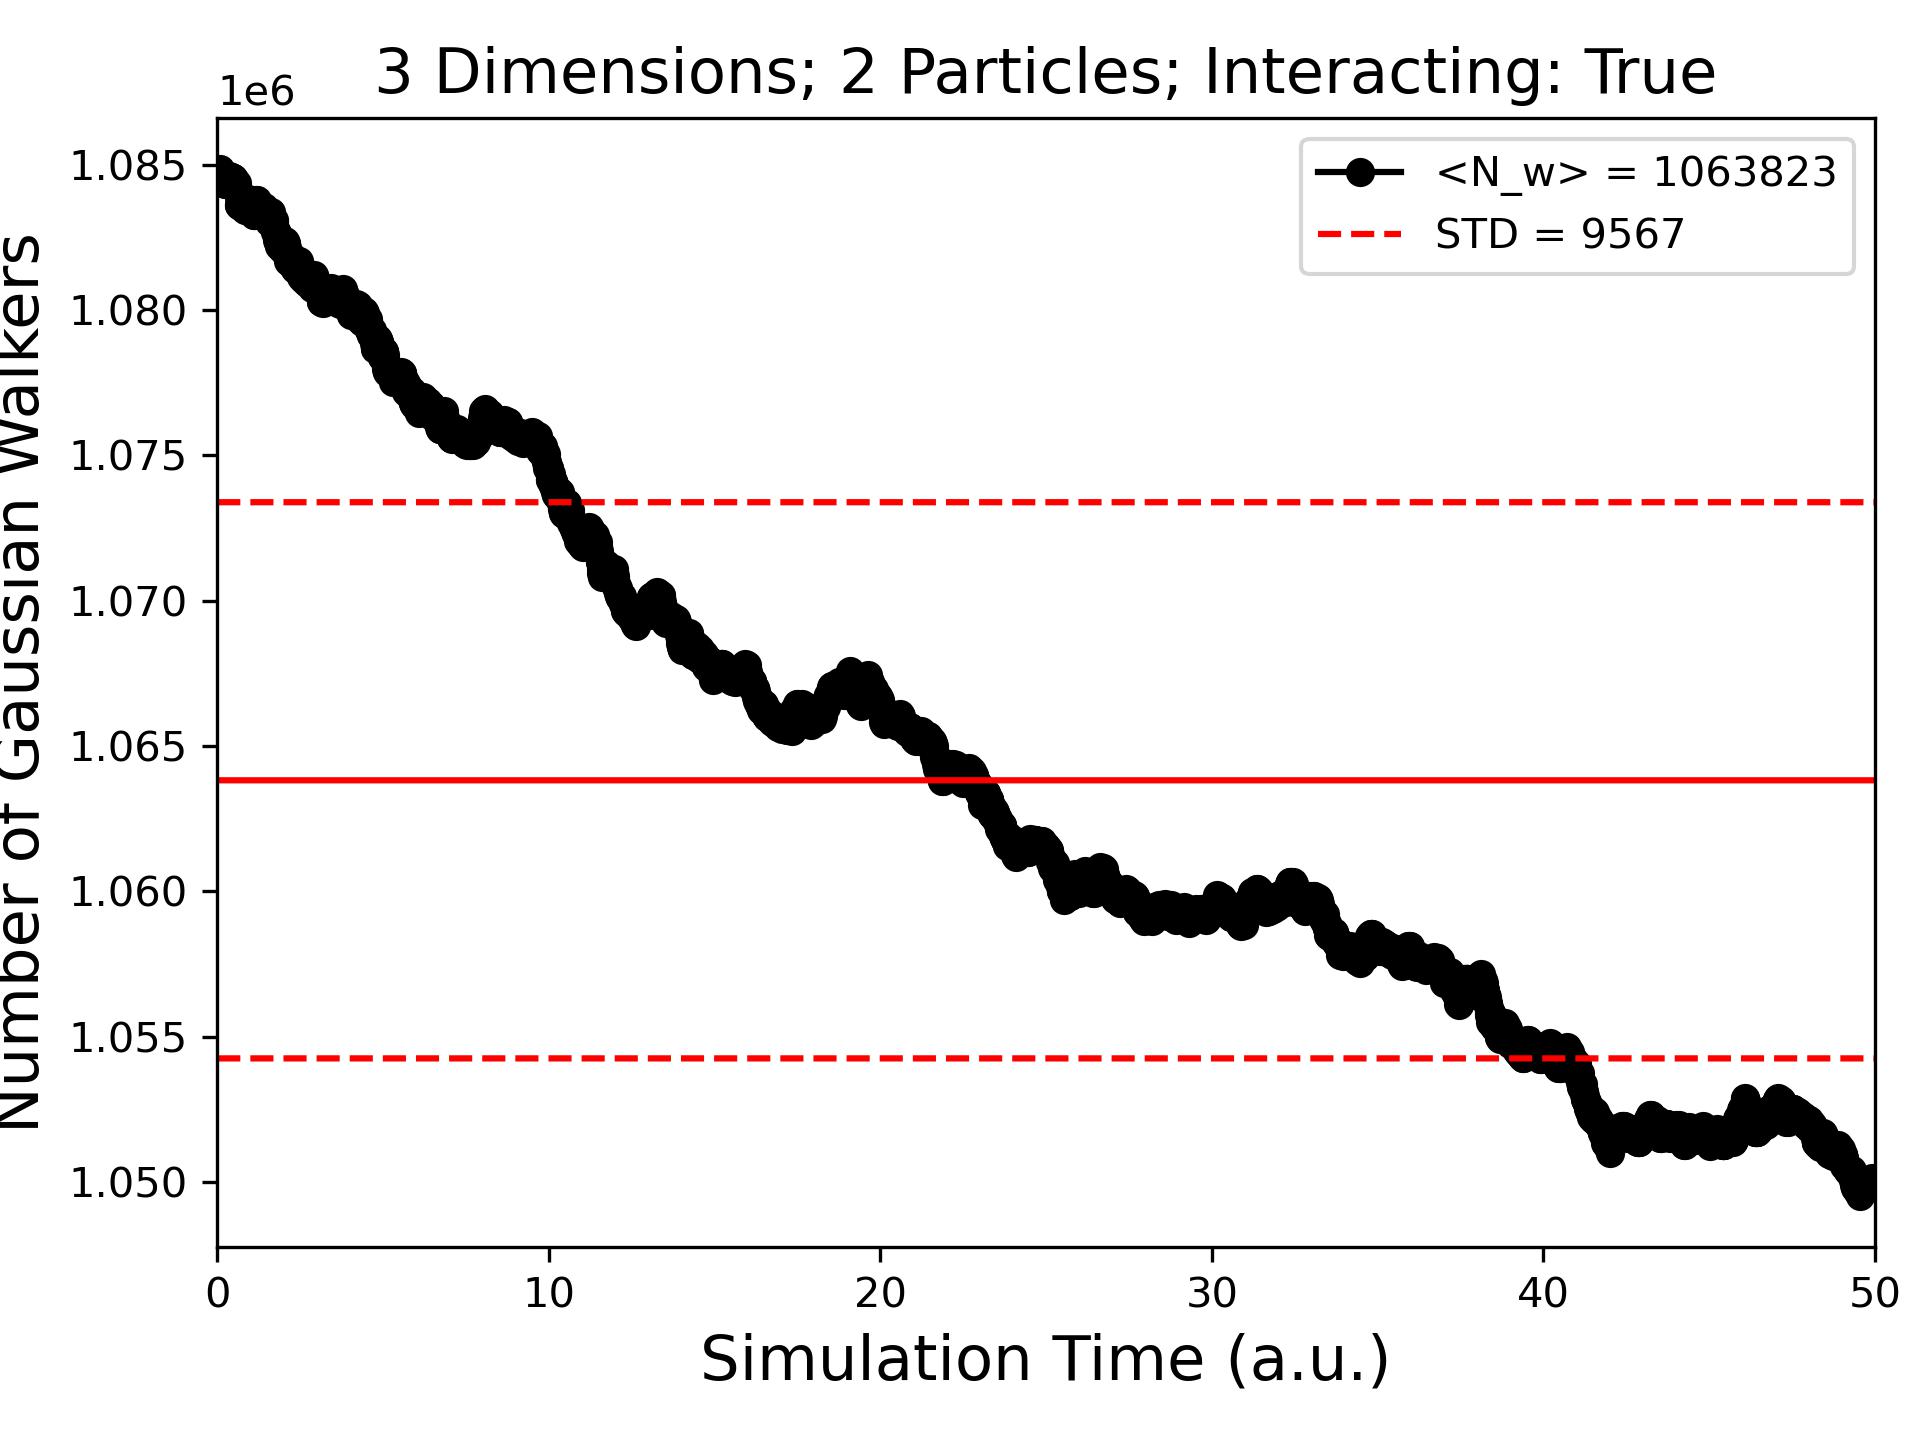 3 Dimensions; 2 Particles; Interacting: True
1e6
<N_w> = 1063823
STD = 9567
Number of Gaussian Walkers
1.085
1.080
1.075
1.070
1.065
1.060
1.055
1.050
0 10 20 30 40 50
Simulation Time (a.u.)